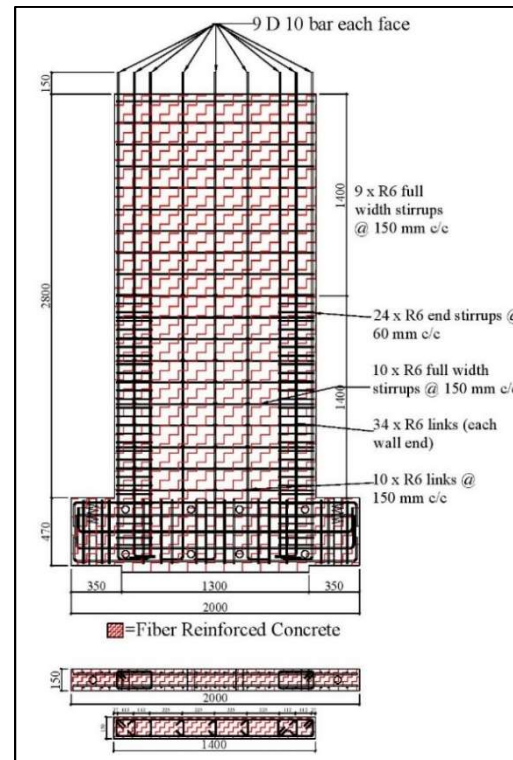 9 D 10 bar each face
150
2800
470
1400
1400
9 x R6 full
width stirrups
@ 150 mm c/c
24 x R6 end stirrups @
60 mm c/c
10 x R6 full width
stirrups @ 150 mm c/c
34 x R6 links (each
wall end)
10 x R6 links @
150 mm c/c
350
1300
350
2000
=Fiber Reinforced Concrete
150
2000
1400